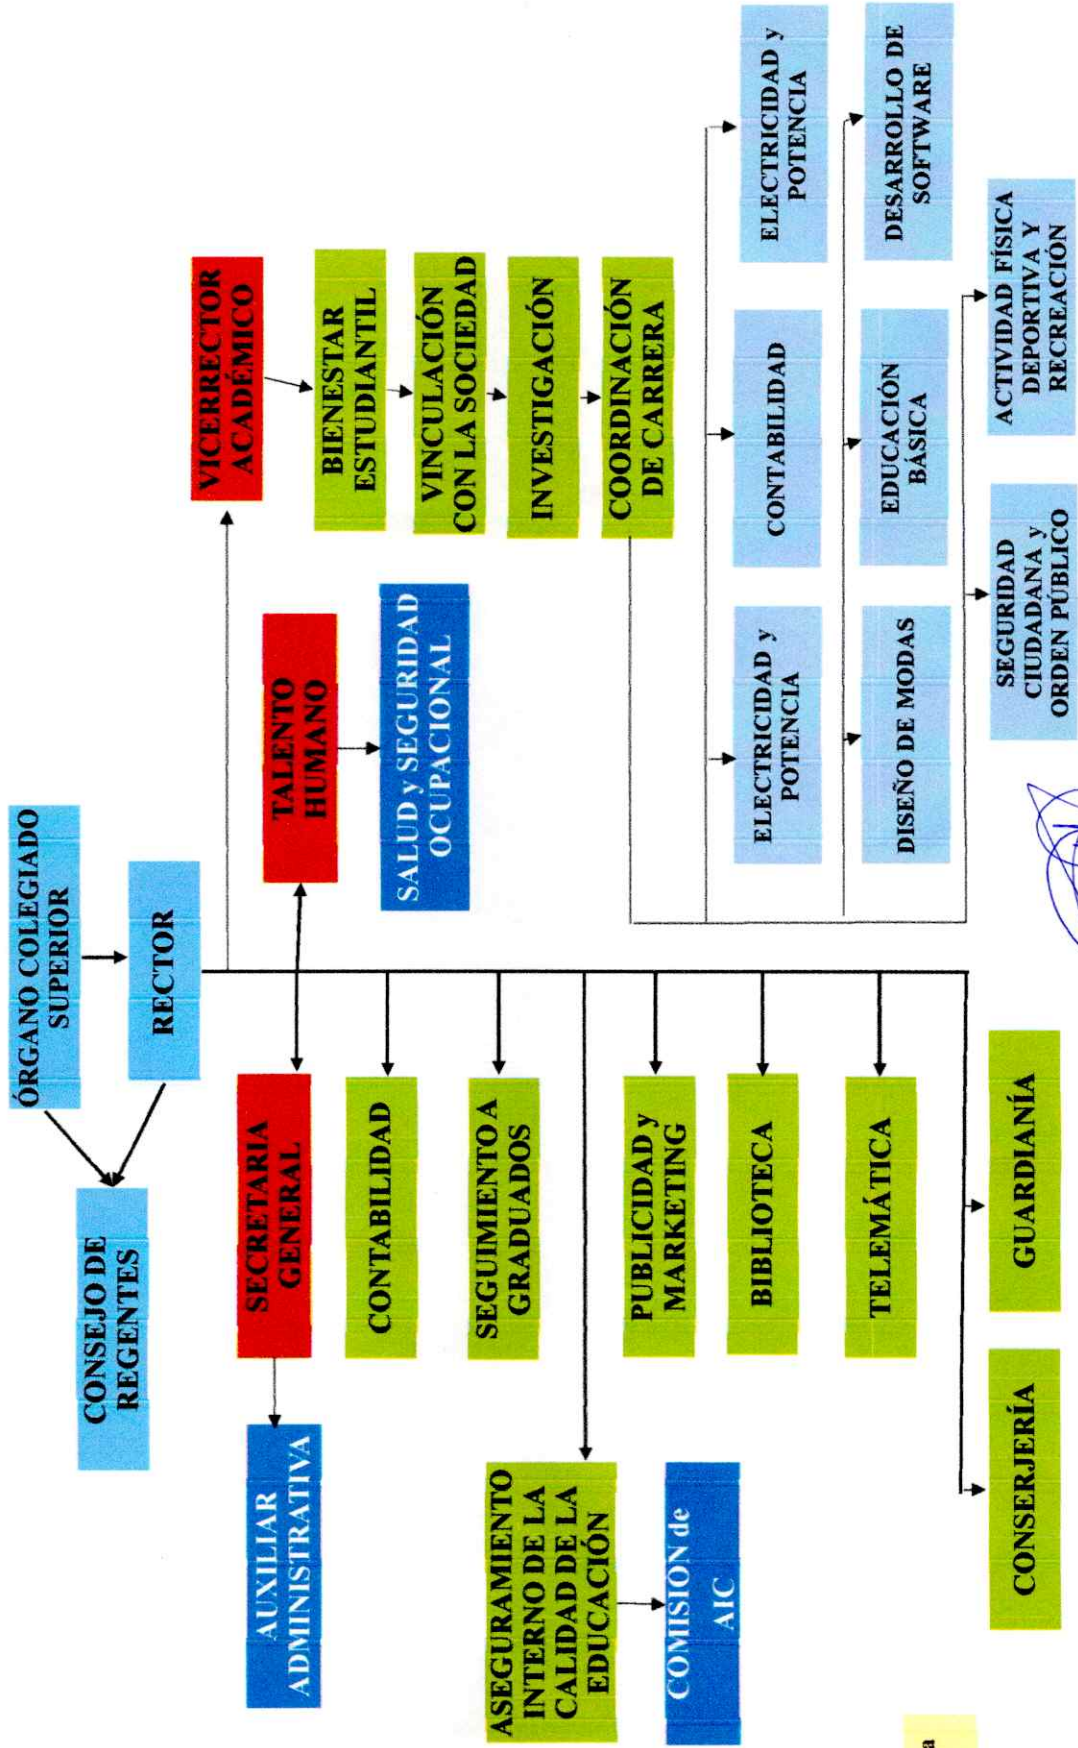 ÓRGANO COLEGIADO
SUPERIOR
CONSEJO DE
REGENTES
RECTOR
VICERRECTOR
ACADÉMICO
AUXILIAR
ADMINISTRATIVA
SECRETARIA
GENERAL
TALENTO
HUMANO
BIENESTAR
ESTUDIANTIL
CONTABILIDAD
SALUD y SEGURIDAD
OCUPACIONAL
VINCULACIÓN
CON LA SOCIEDAD
SEGUIMIENTO A
GRADUADOS
INVESTIGACIÓN
ASEGURAMIENTO
INTERNO DE LA
CALIDAD DE LA
EDUCACIÓN
COORDINACIÓN
DE CARRERA
PUBLICIDAD y
MARKETING
COMISIÓN de
AIC
BIBLIOTECA
ELECTRICIDAD y
POTENCIA
CONTABILIDAD
ELECTRICIDAD y
POTENCIA
TELEMÁTICA
DISEÑO DE MODAS
EDUCACIÓN
BÁSICA
DESARROLLO DE
SOFTWARE
CONSERJERÍA
GUARDIANÍA
SEGURIDAD
CIUDADANA y
ORDEN PÚBLICO
ACTIVIDAD FÍSICA
DEPORTIVA Y
RECREACIÓN